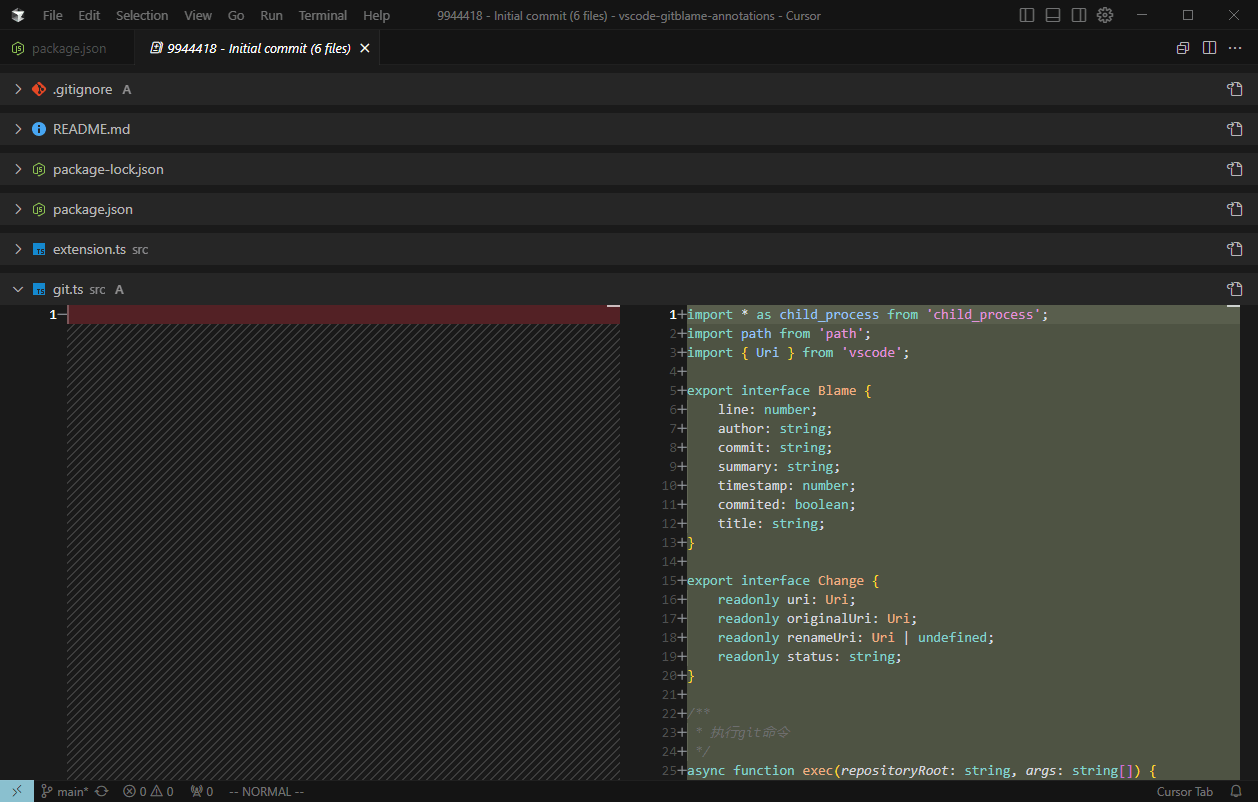 File Edit Selection View Go Run Terminal Help 9944418 - Initial commit (6 files) - vscode-gitblame-annotations - Cursor
package.json 9944418 - Initial commit (6 files)
.gitignore A
README.md
package-lock.json
package.json
extension.ts src
git.ts src A
1 1+import * as child_process from 'child_process';
2+import path from 'path';
3+import { Uri } from 'vscode';
4+
5+export interface Blame {
6+ line: number;
7+ author: string;
8+ commit: string;
9+ summary: string;
10+ timestamp: number;
11+ commited: boolean;
12+ title: string;
13+}
14+
15+export interface Change {
16+ readonly uri: Uri;
17+ readonly originalUri: Uri;
18+ readonly renameUri: Uri | undefined;
19+ readonly status: string;
20+}
21+
22+/**
23+ * 执行git命令
24+ */
25+async function exec(repositoryRoot: string, args: string[]) {
main* 0 0 0 -- NORMAL -- Cursor Tab